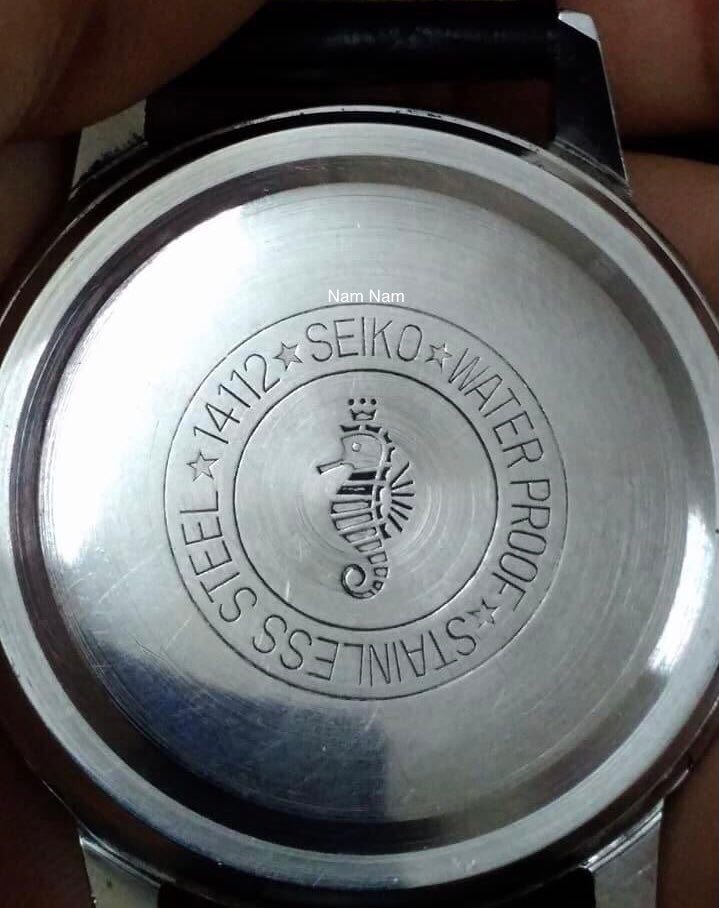 Nam Nam
SEIKO☆WATER PROOF☆STAINLESS STEEL☆14112☆